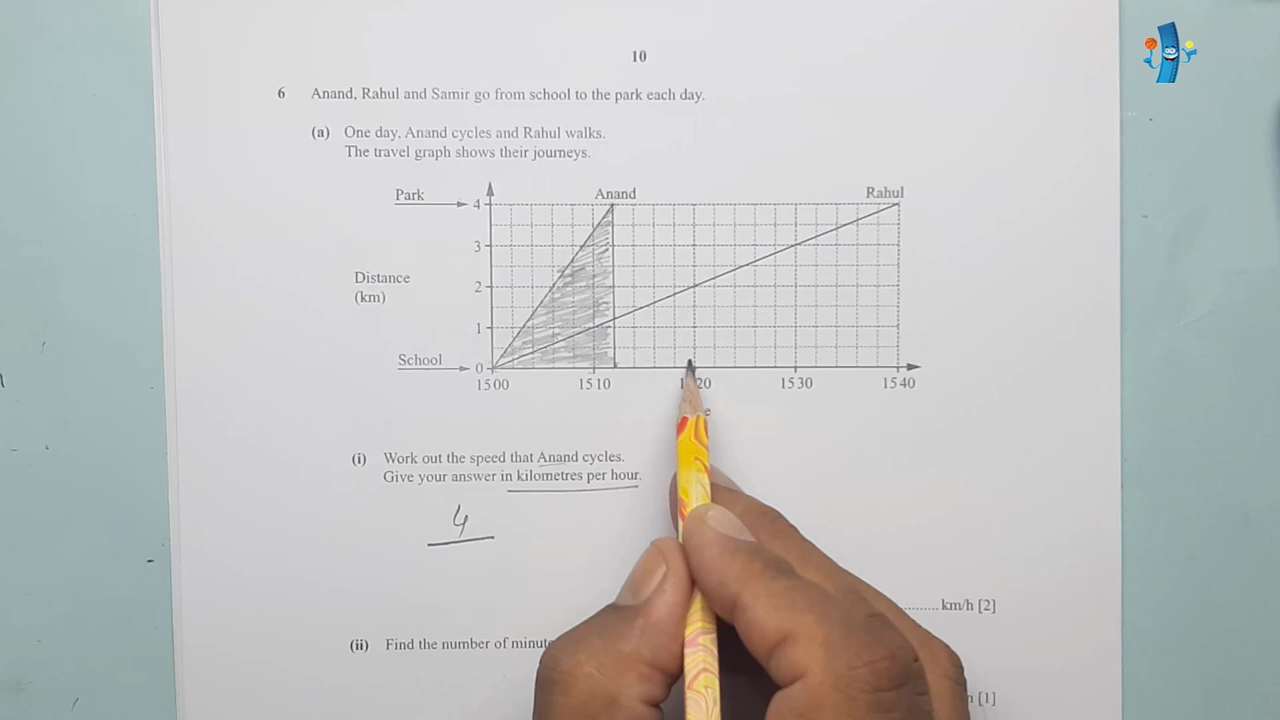 10
6 Anand, Rahul and Samir go from school to the park each day.
(a) One day, Anand cycles and Rahul walks.
The travel graph shows their journeys.
Park
Anand
Rahul
4
3
Distance
(km)
2
1
School
0
1500 1510 1530 1540
(i) Work out the speed that Anand cycles.
Give your answer in kilometres per hour.
4
km/h [2]
(ii) Find the number of
[1]